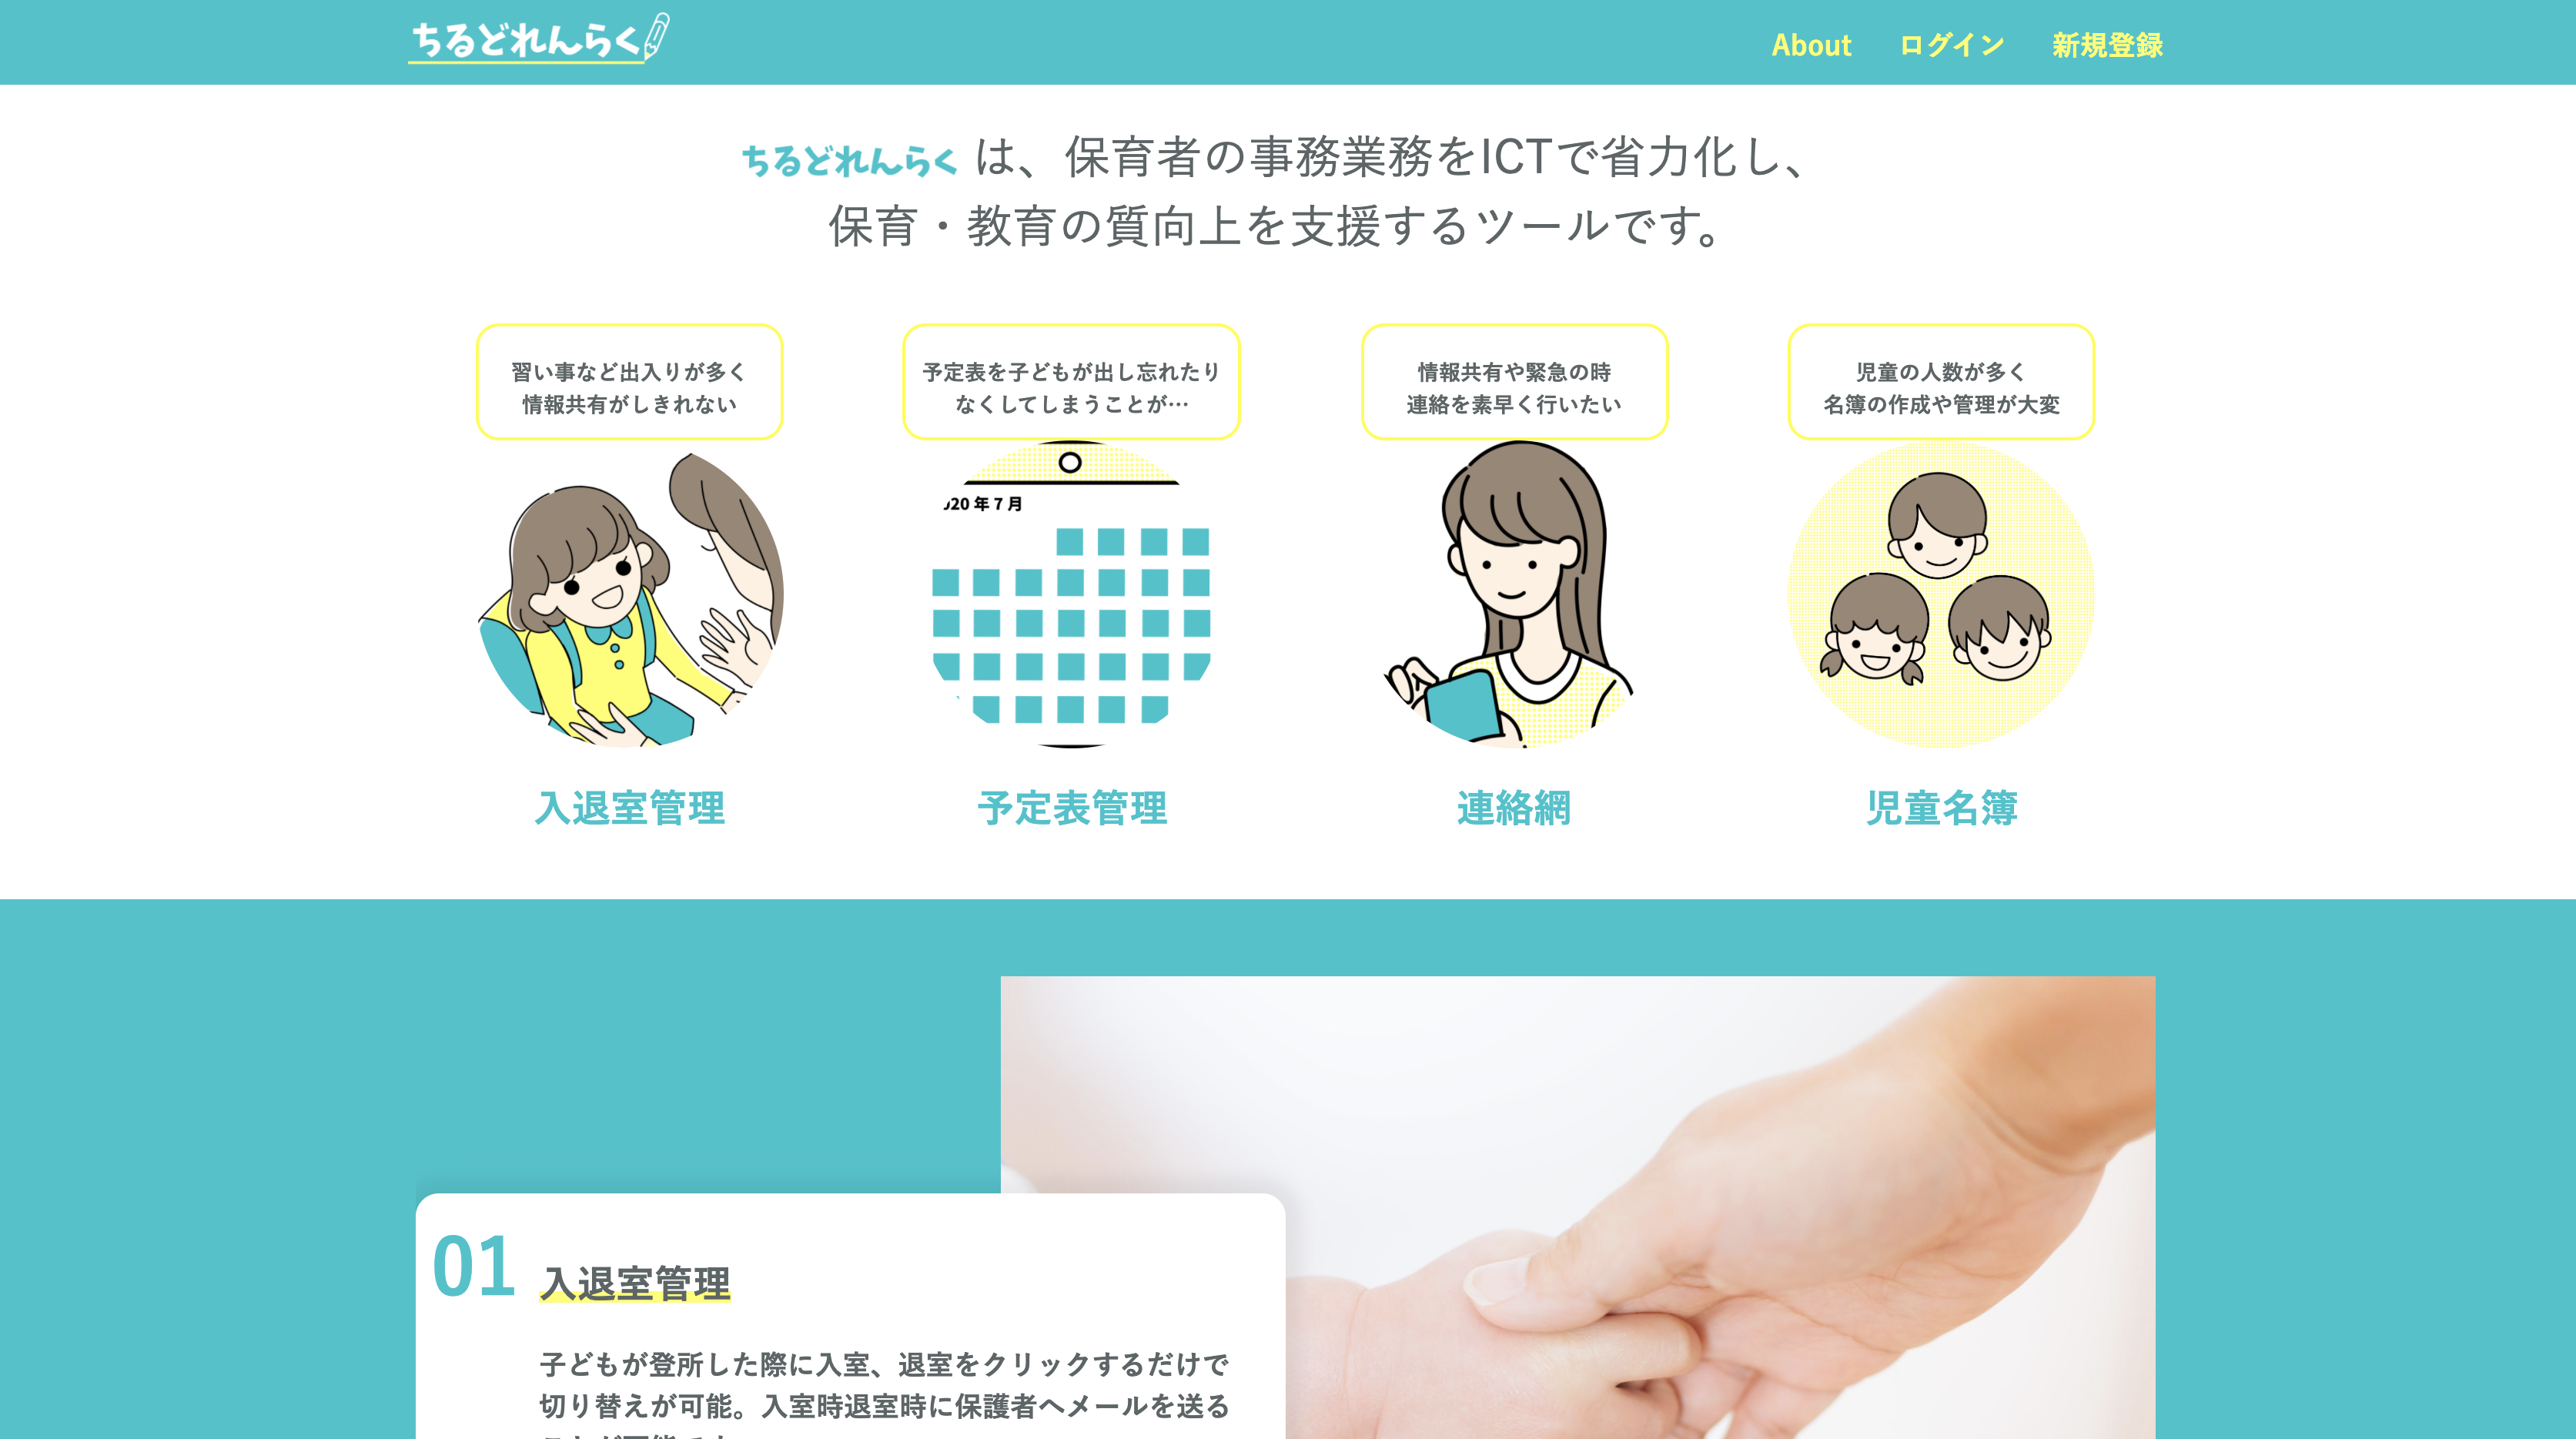 ちるどれんらく
About ログイン 新規登録
ちるどれんらく は、保育者の事務業務をICTで省力化し、
保育・教育の質向上を支援するツールです。
習い事など出入りが多く
情報共有がしきれない
予定表を子どもが出し忘れたり
なくしてしまうことが…
情報共有や緊急の時
連絡を素早く行いたい
児童の人数が多く
名簿の作成や管理が大変
20 年 7 月
入退室管理
予定表管理
連絡網
児童名簿
01 入退室管理
子どもが登所した際に入室、退室をクリックするだけで
切り替えが可能。入室時退室時に保護者へメールを送る